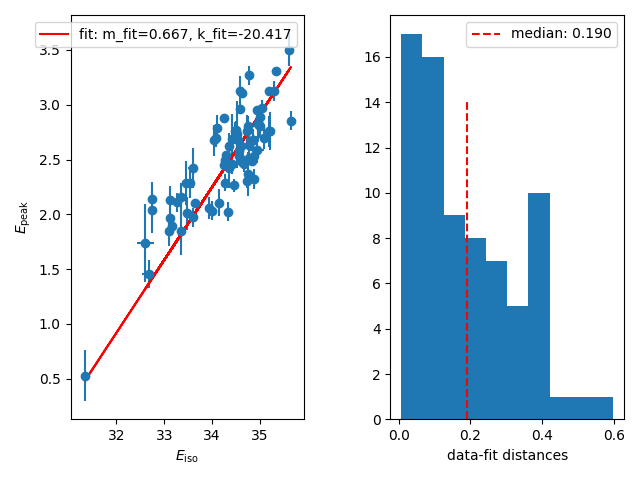 fit: m_fit=0.667, k_fit=-20.417
3.5
3.0
2.5
2.0
1.5
1.0
0.5
E_peak
32 33 34 35
E_iso
median: 0.190
16
14
12
10
8
6
4
2
0
0.0 0.2 0.4 0.6
data-fit distances